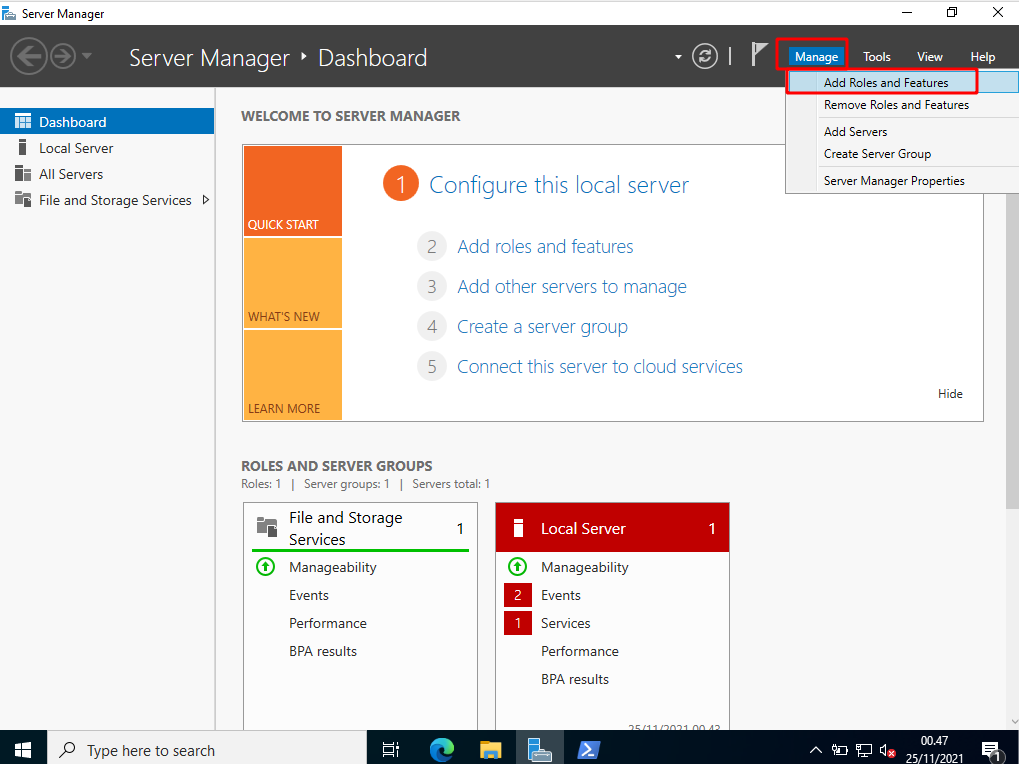 Server Manager
Server Manager ‣ Dashboard
Manage Tools View Help
Add Roles and Features
Remove Roles and Features
Add Servers
Create Server Group
Server Manager Properties
Dashboard
Local Server
All Servers
File and Storage Services
WELCOME TO SERVER MANAGER
QUICK START
WHAT'S NEW
LEARN MORE
1 Configure this local server
2 Add roles and features
3 Add other servers to manage
4 Create a server group
5 Connect this server to cloud services
Hide
ROLES AND SERVER GROUPS
Roles: 1 | Server groups: 1 | Servers total: 1
File and Storage
Services
1
Manageability
Events
Performance
BPA results
Local Server 1
Manageability
2 Events
1 Services
Performance
BPA results
25/11/2021 00.43
Type here to search
00.47
25/11/2021
1